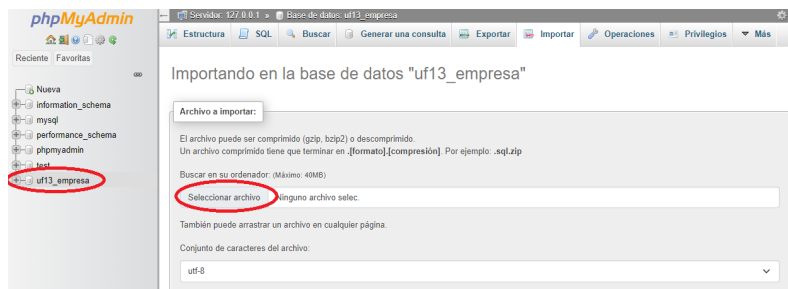 phpMyAdmin
Reciente Favoritas
Nueva
information_schema
mysql
performance_schema
phpmyadmin
test
uf13_empresa
Servidor: 127.0.0.1 » Base de datos: uf13_empresa
Estructura SQL Buscar Generar una consulta Exportar Importar Operaciones Privilegios Más
Importando en la base de datos "uf13_empresa"
Archivo a importar:
El archivo puede ser comprimido (gzip, bzip2) o descomprimido.
Un archivo comprimido tiene que terminar en .[formato].[compresión]. Por ejemplo: .sql.zip
Buscar en su ordenador: (Máximo: 40MB)
Seleccionar archivo Ninguno archivo selec.
También puede arrastrar un archivo en cualquier página.
Conjunto de caracteres del archivo:
utf-8